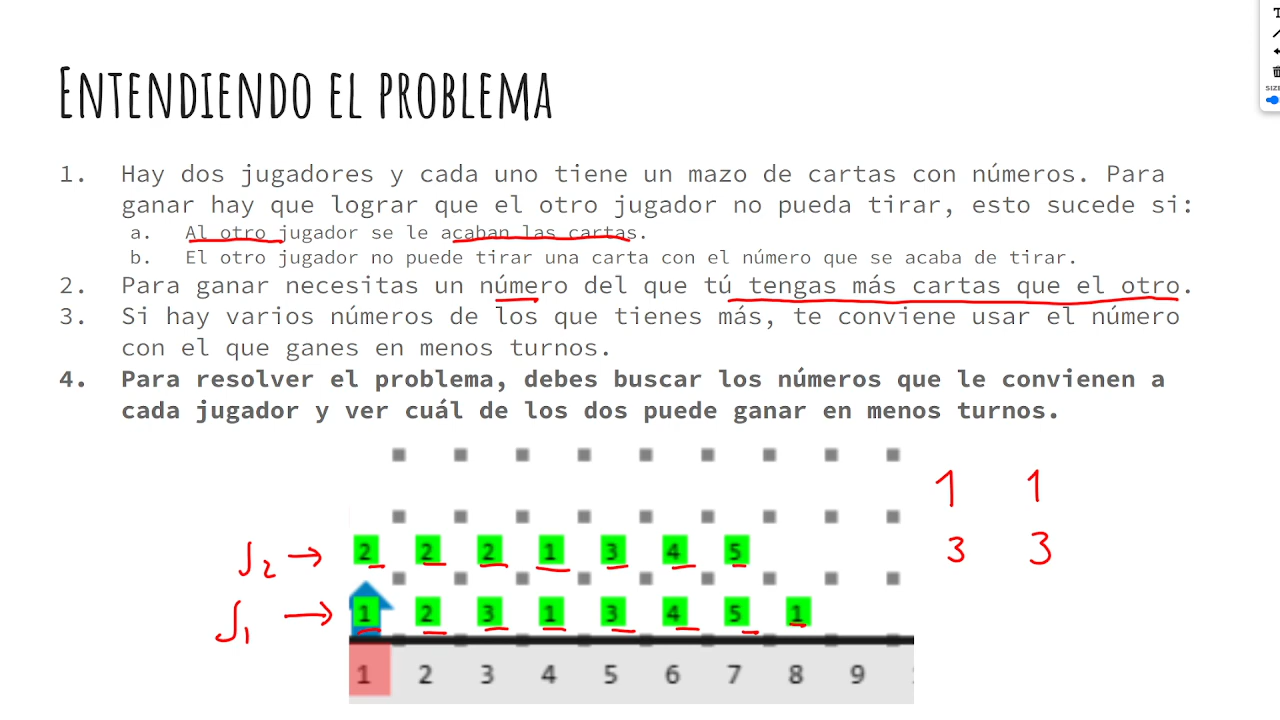 ENTENDIENDO EL PROBLEMA
1. Hay dos jugadores y cada uno tiene un mazo de cartas con números. Para
ganar hay que lograr que el otro jugador no pueda tirar, esto sucede si:
a. Al otro jugador se le acaban las cartas.
b. El otro jugador no puede tirar una carta con el número que se acaba de tirar.
2. Para ganar necesitas un número del que tú tengas más cartas que el otro.
3. Si hay varios números de los que tienes más, te conviene usar el número
con el que ganes en menos turnos.
4. Para resolver el problema, debes buscar los números que le convienen a
cada jugador y ver cuál de los dos puede ganar en menos turnos.
1 1
3 3
J2 → 2 2 2 1 3 4 5
J1 → 1 2 3 1 3 4 5 1
1 2 3 4 5 6 7 8 9
SIZE